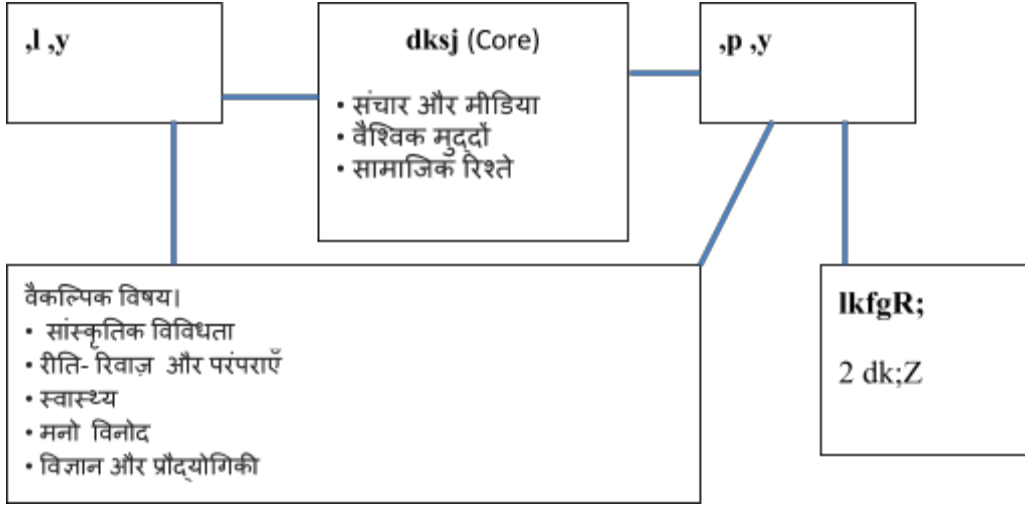 ,l ,y
dksj (Core)
• संचार और मीडिया
• वैश्विक मुद्दों
• सामाजिक रिश्ते
,p ,y
वैकल्पिक विषय।
• सांस्कृतिक विविधता
• रीति- रिवाज़ और परंपराएँ
• स्वास्थ्य
• मनो विनोद
• विज्ञान और प्रौद्योगिकी
lkfgR;
2 dk;Z